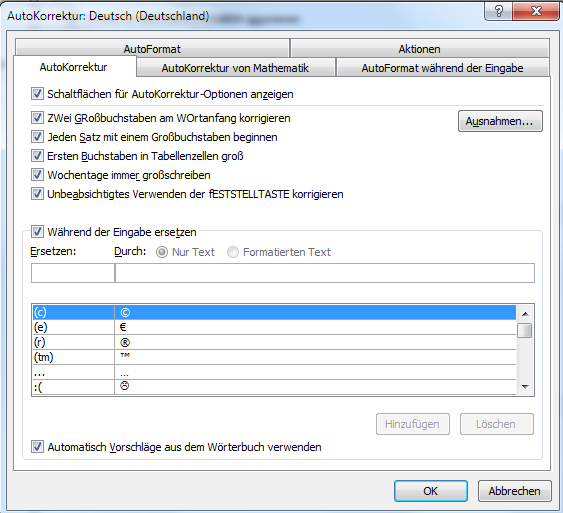 AutoKorrektur: Deutsch (Deutschland)
AutoFormat Aktionen
AutoKorrektur AutoKorrektur von Mathematik AutoFormat während der Eingabe
Schaltflächen für AutoKorrektur-Optionen anzeigen
ZWei GRoßbuchstaben am WOrtanfang korrigieren
Ausnahmen...
Jeden Satz mit einem Großbuchstaben beginnen
Ersten Buchstaben in Tabellenzellen groß
Wochentage immer großschreiben
Unbeabsichtigtes Verwenden der fESTSTELLTASTE korrigieren
Während der Eingabe ersetzen
Ersetzen: Durch: Nur Text Formatierten Text
(c) ©
(e) €
(r) ®
(tm) ™
... …
:( ☹
Hinzufügen Löschen
Automatisch Vorschläge aus dem Wörterbuch verwenden
OK Abbrechen